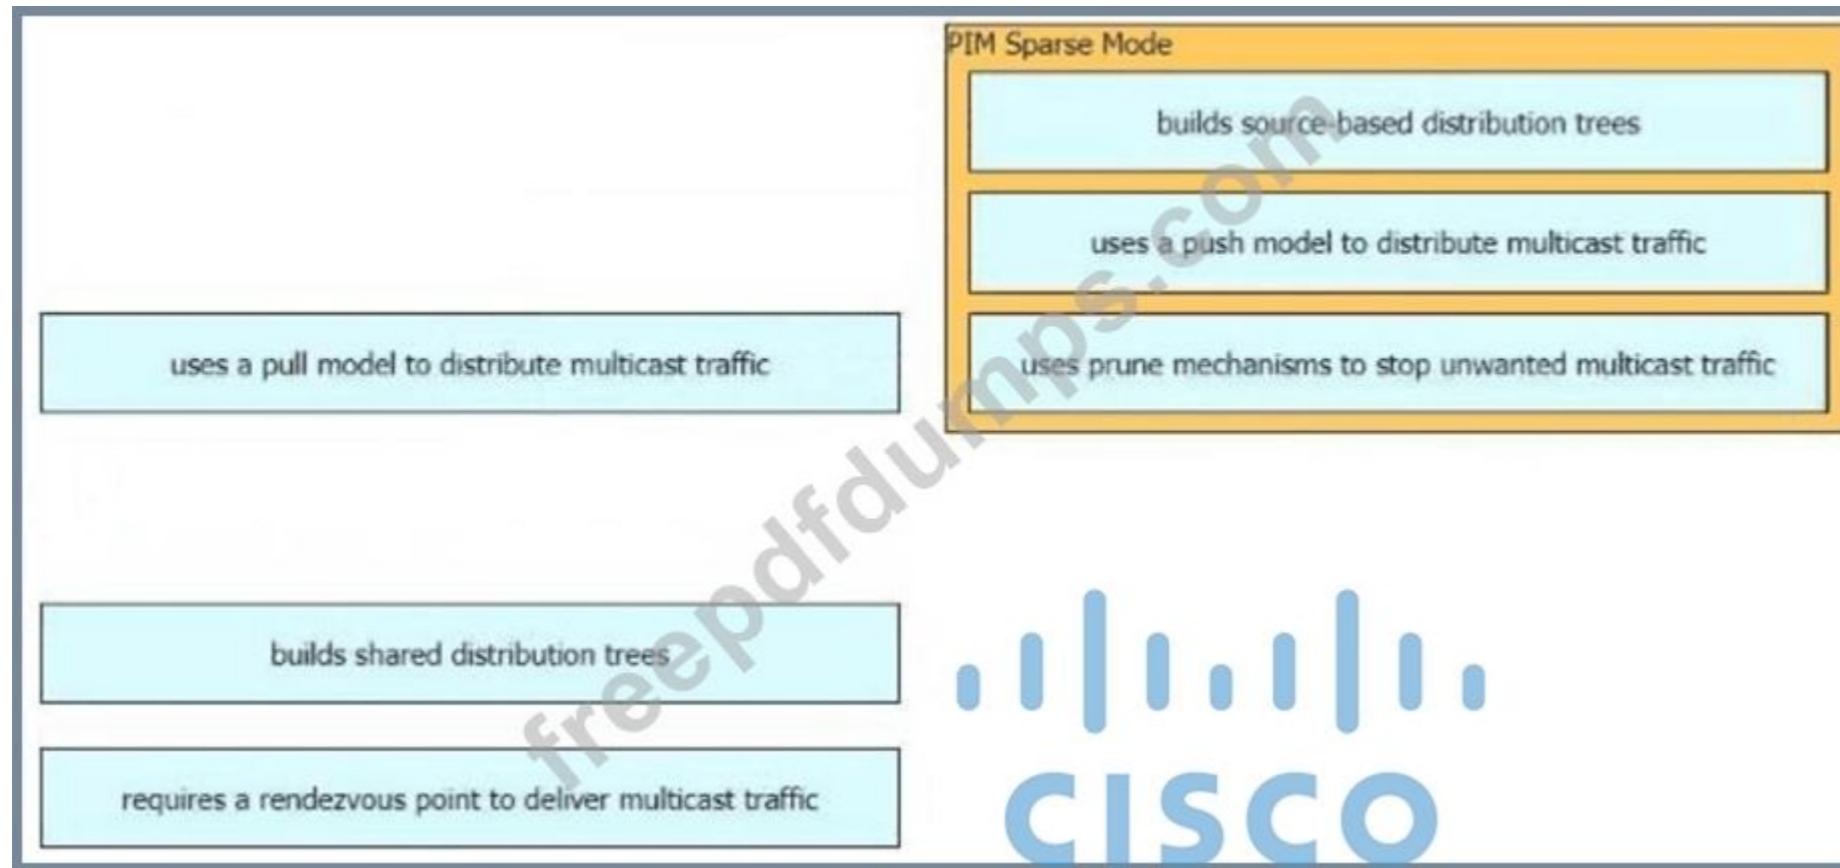 PIM Sparse Mode
builds source-based distribution trees
uses a push model to distribute multicast traffic
uses a pull model to distribute multicast traffic
uses prune mechanisms to stop unwanted multicast traffic
builds shared distribution trees
requires a rendezvous point to deliver multicast traffic
CISCO
freepdfdumps.com